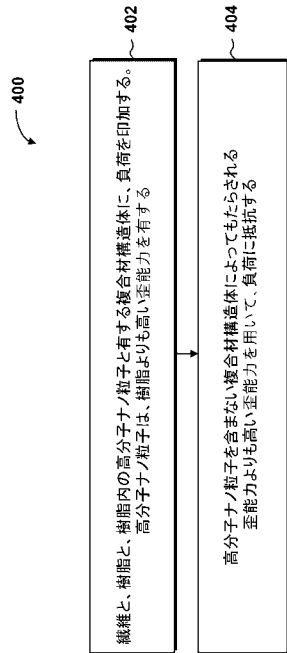 400
繊維と、樹脂と、樹脂内の高分子ナノ粒子と有する複合材構造体に、負荷を印加する。
高分子ナノ粒子は、樹脂よりも高い歪能力を有する
402
高分子ナノ粒子を含まない複合材構造体によってもたらされる
歪能力よりも高い歪能力を用いて、負荷に抵抗する
404